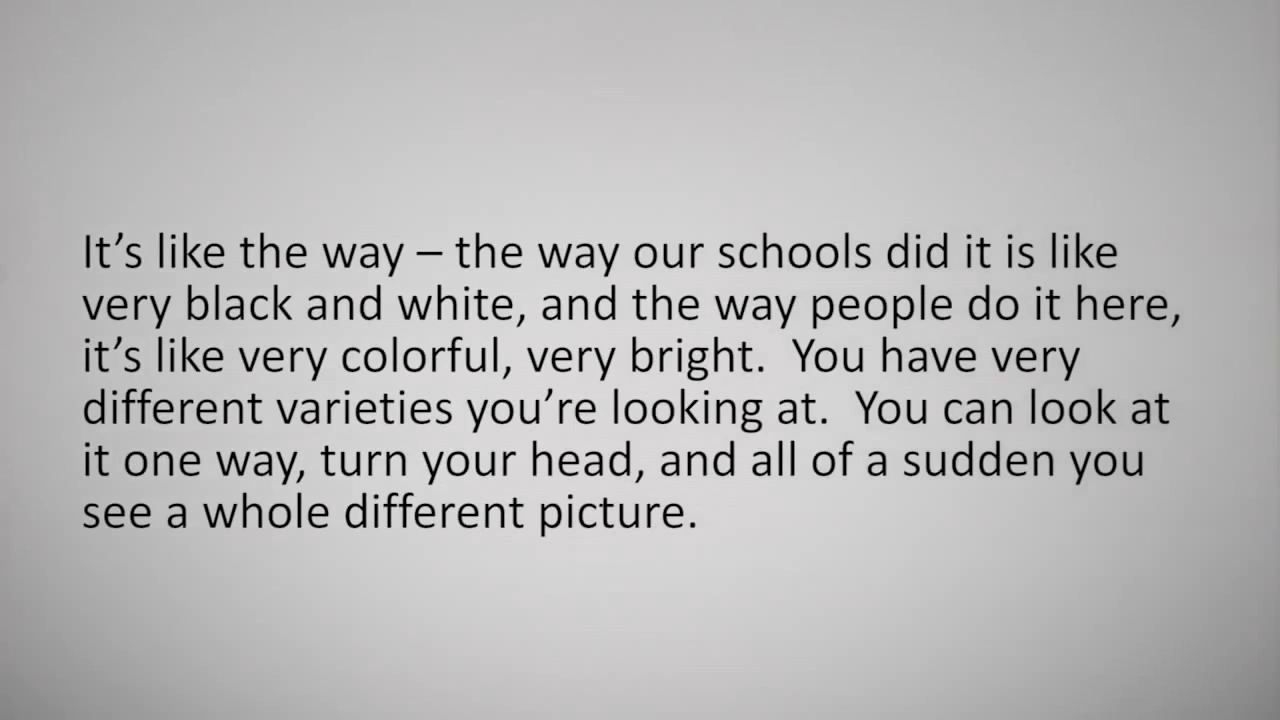 It’s like the way – the way our schools did it is like
very black and white, and the way people do it here,
it’s like very colorful, very bright.  You have very
different varieties you’re looking at.  You can look at
it one way, turn your head, and all of a sudden you
see a whole different picture.